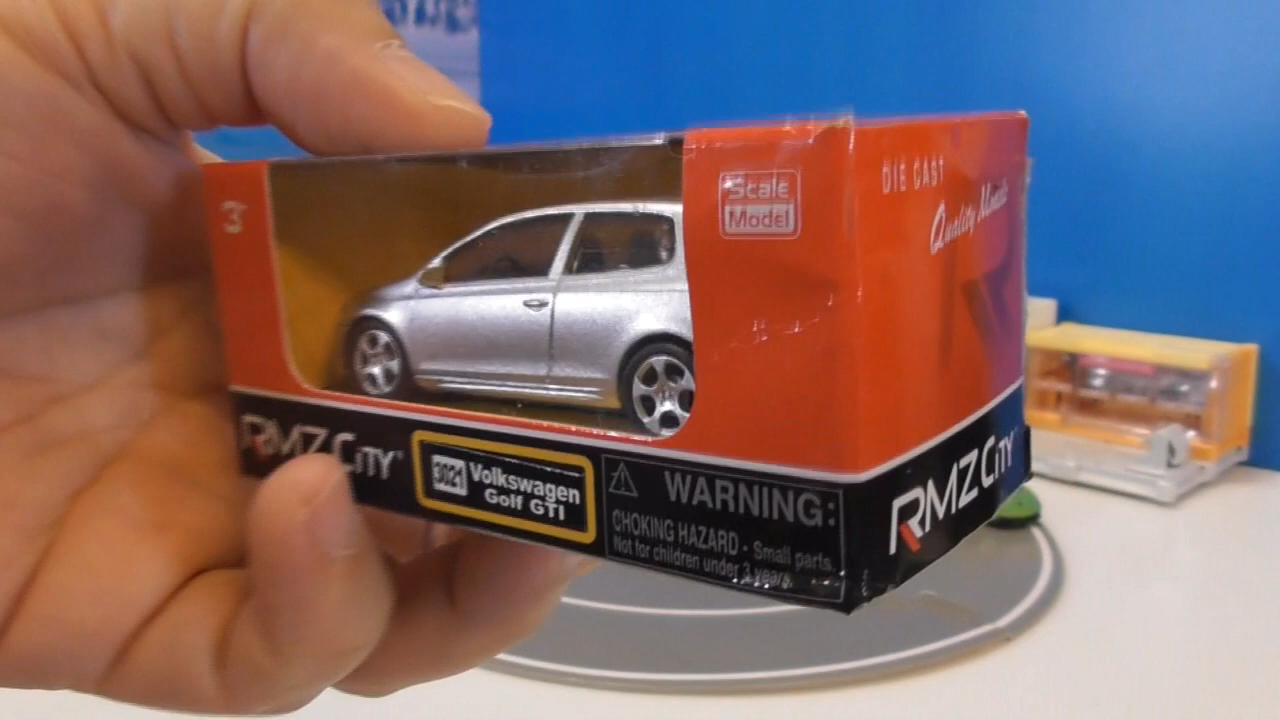 3"
Scale
Model
DIE CAST
Quality Models
RMZ CITY
3021
Volkswagen
Golf GTI
WARNING:
CHOKING HAZARD - Small parts.
Not for children under 3 years.
RMZ CITY